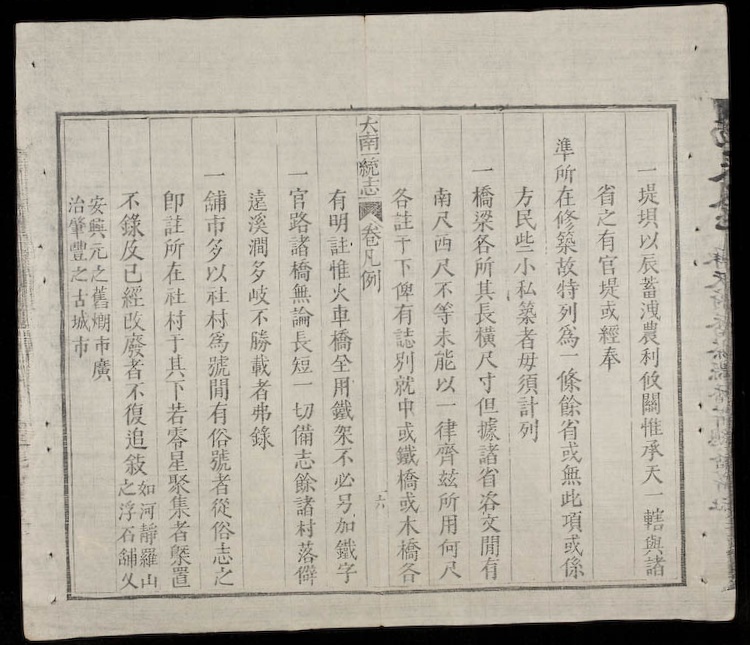 一堤垻以辰蓄洩農利攸關惟承天一轄與諸
省之有官堤或經奉
準所在修築故特列爲一條餘省或無此項或係
方民些小私築者毋須計列
一橋梁各所其長橫尺寸但據諸省咨文閒有
南尺西尺不等未能以一律齊玆所用何尺
各註于下俾有誌別就中或鐵橋或木橋各
大南一統志 卷凡例 六
有明註惟火車橋全用鐵架不必另加鐵字
一官路諸橋無論長短一切備志餘諸村落僻
遠溪澗多岐不勝載者弗錄
一舖市多以社村爲號閒有俗號者從俗志之
卽註所在社村于其下若零星聚集者槩置
不錄及已經改廢者不復追敍如河靜羅山
之浮石舖乂
安興元之舊𤐡市廣
治肇豐之古城市